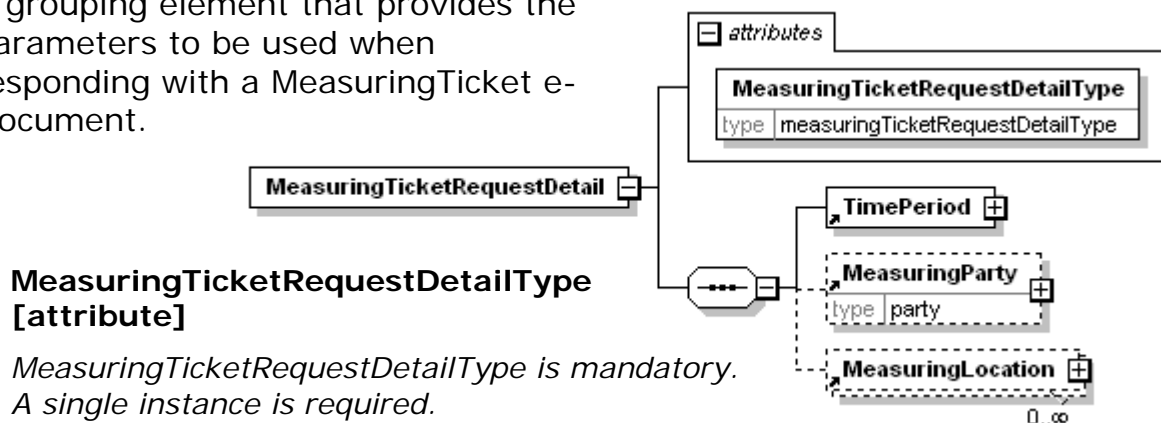 grouping element that provides the
arameters to be used when
esponding with a MeasuringTicket e-
ocument.
attributes
MeasuringTicketRequestDetailType
type measuringTicketRequestDetailType
MeasuringTicketRequestDetail
TimePeriod
MeasuringParty
type party
MeasuringLocation
0..∞
MeasuringTicketRequestDetailType
[attribute]
MeasuringTicketRequestDetailType is mandatory.
A single instance is required.